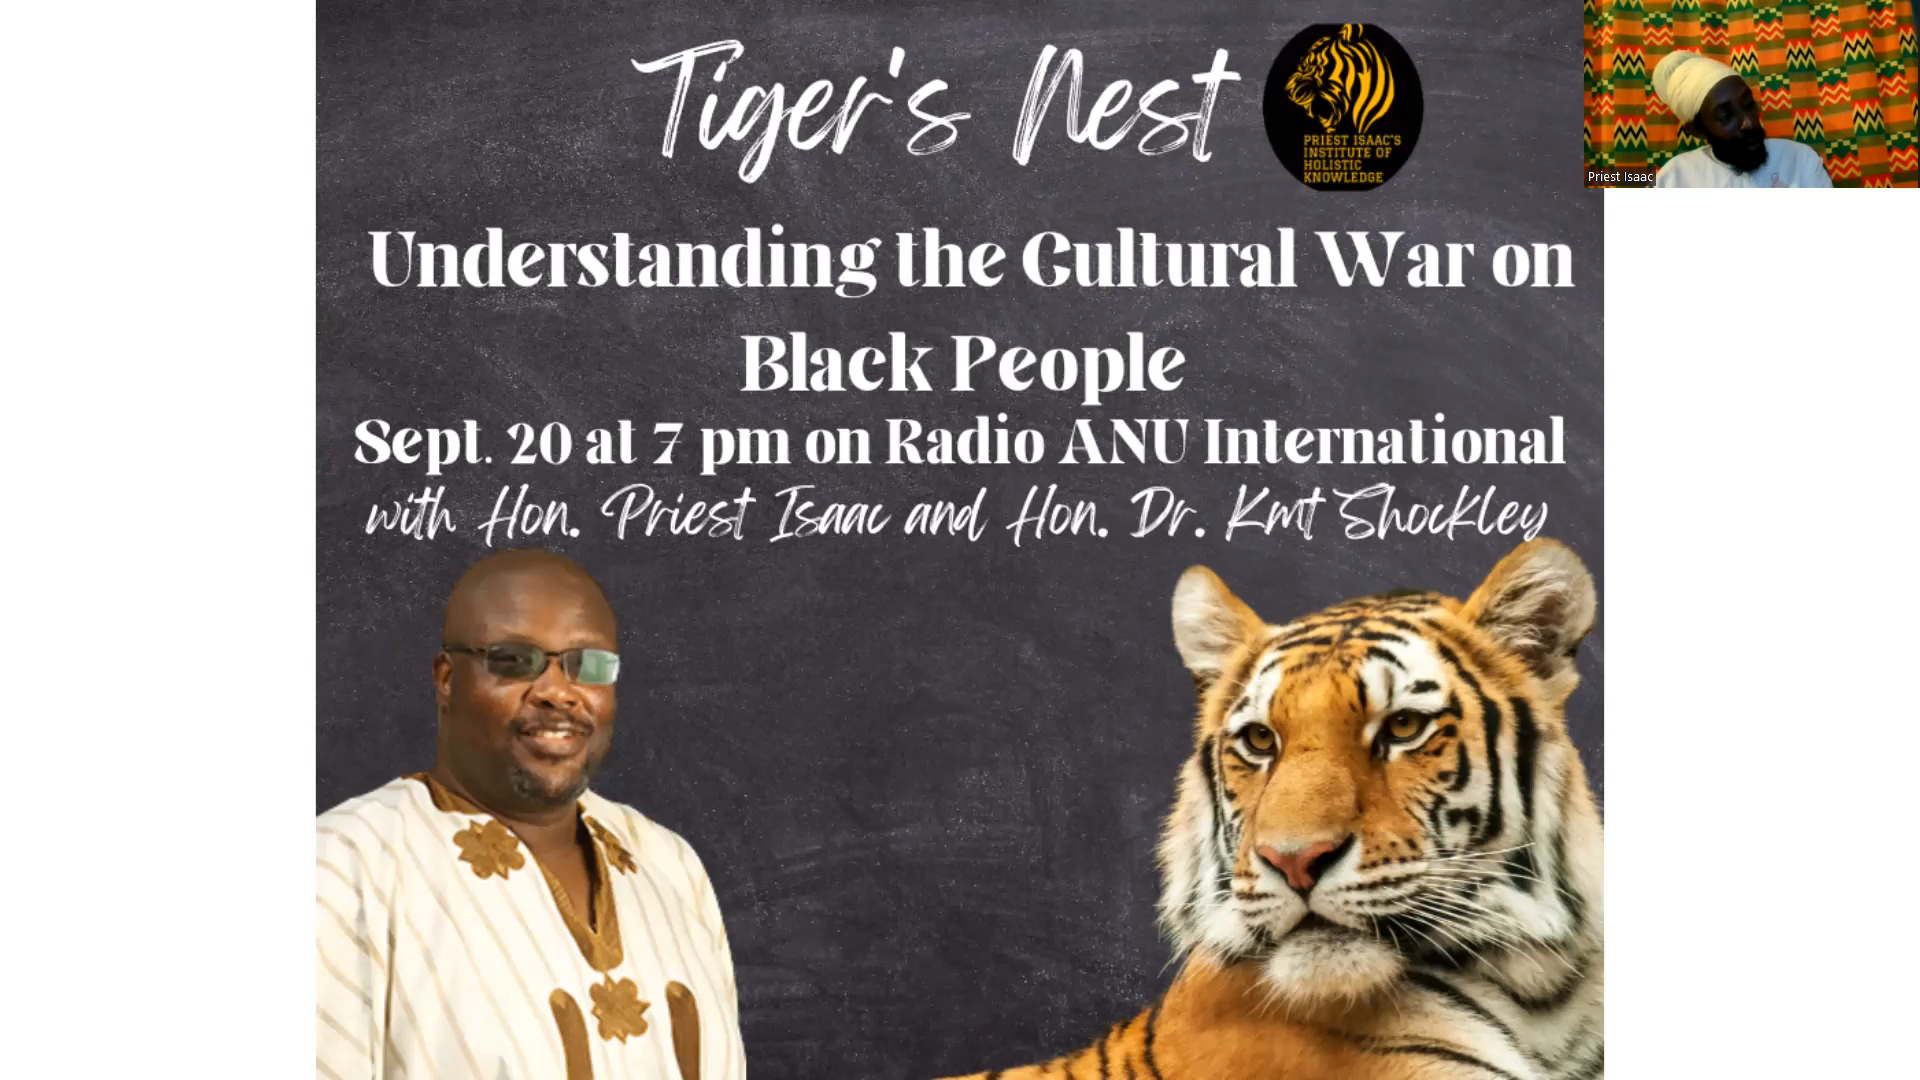 Tiger's Nest
PRIEST ISAAC'S
INSTITUTE OF
HOLISTIC
KNOWLEDGE
Priest Isaac
Understanding the Cultural War on
Black People
Sept. 20 at 7 pm on Radio ANU International
with Hon. Priest Isaac and Hon. Dr. Kmt Shockley